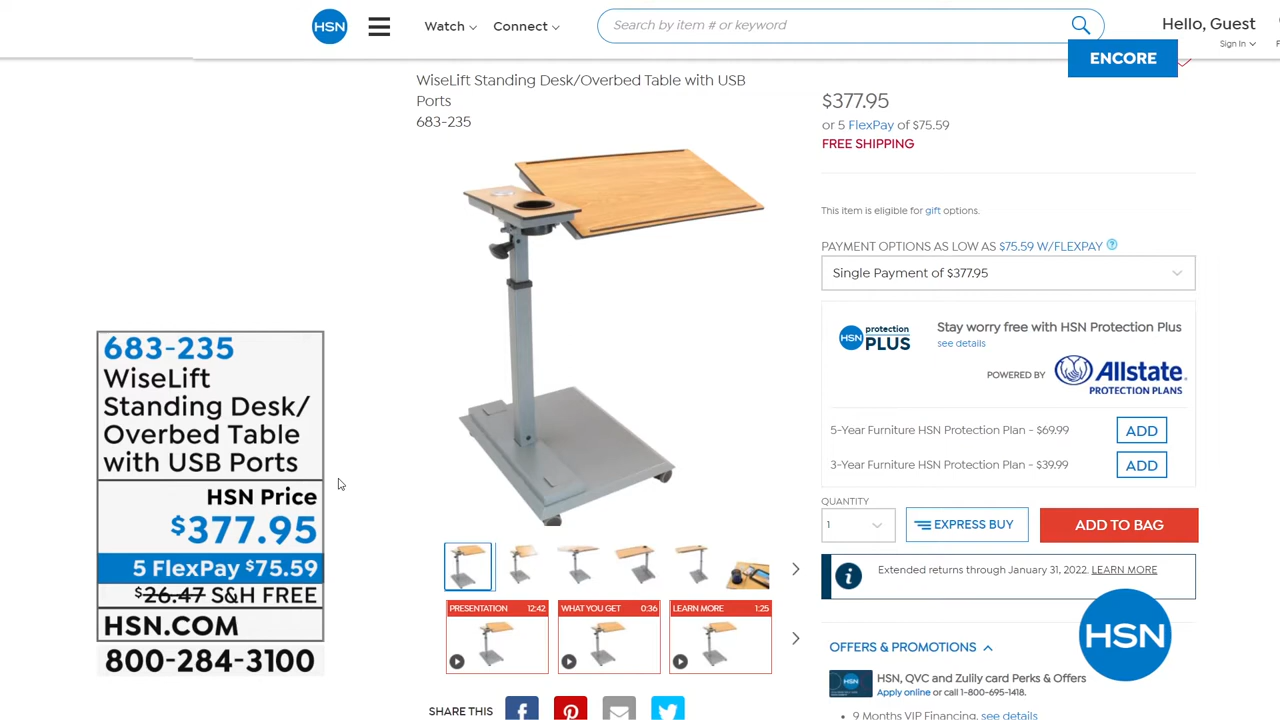 HSN
Watch
Connect
Search by item # or keyword
Hello, Guest
Sign In
ENCORE
WiseLift Standing Desk/Overbed Table with USB
Ports
683-235
$377.95
or 5 FlexPay of $75.59
FREE SHIPPING
This item is eligible for gift options.
PAYMENT OPTIONS AS LOW AS $75.59 W/FLEXPAY ?
Single Payment of $377.95
HSN protection PLUS
Stay worry free with HSN Protection Plus
see details
POWERED BY Allstate
PROTECTION PLANS
5-Year Furniture HSN Protection Plan - $69.99 ADD
3-Year Furniture HSN Protection Plan - $39.99 ADD
QUANTITY
1
EXPRESS BUY
ADD TO BAG
i Extended returns through January 31, 2022. LEARN MORE
OFFERS & PROMOTIONS
HSN
HSN, QVC and Zulily card Perks & Offers
Apply online or call 1-800-695-1418.
• 9 Months VIP Financing. see details
683-235
WiseLift
Standing Desk/
Overbed Table
with USB Ports
HSN Price
$377.95
5 FlexPay $75.59
$26.47 S&H FREE
HSN.COM
800-284-3100
PRESENTATION 12:42
WHAT YOU GET 0:36
LEARN MORE 1:25
SHARE THIS